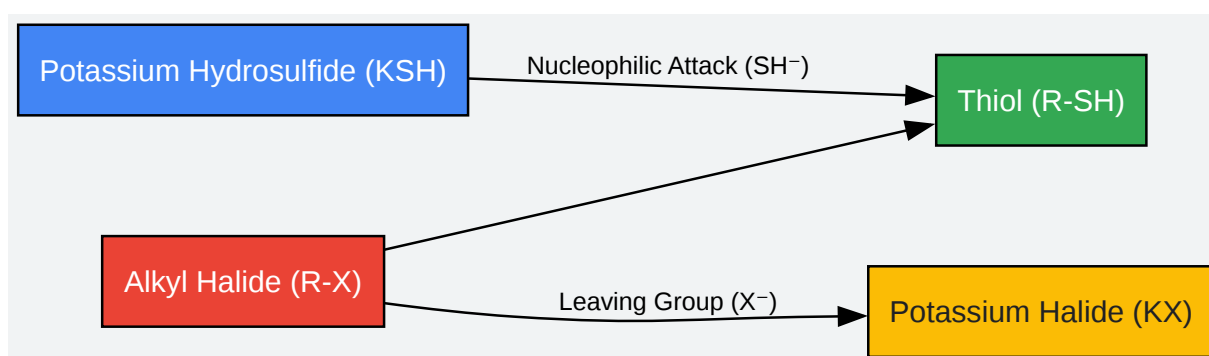 Potassium Hydrosulfide (KSH)
Nucleophilic Attack (SH⁻)
Thiol (R-SH)
Alkyl Halide (R-X)
Leaving Group (X⁻)
Potassium Halide (KX)